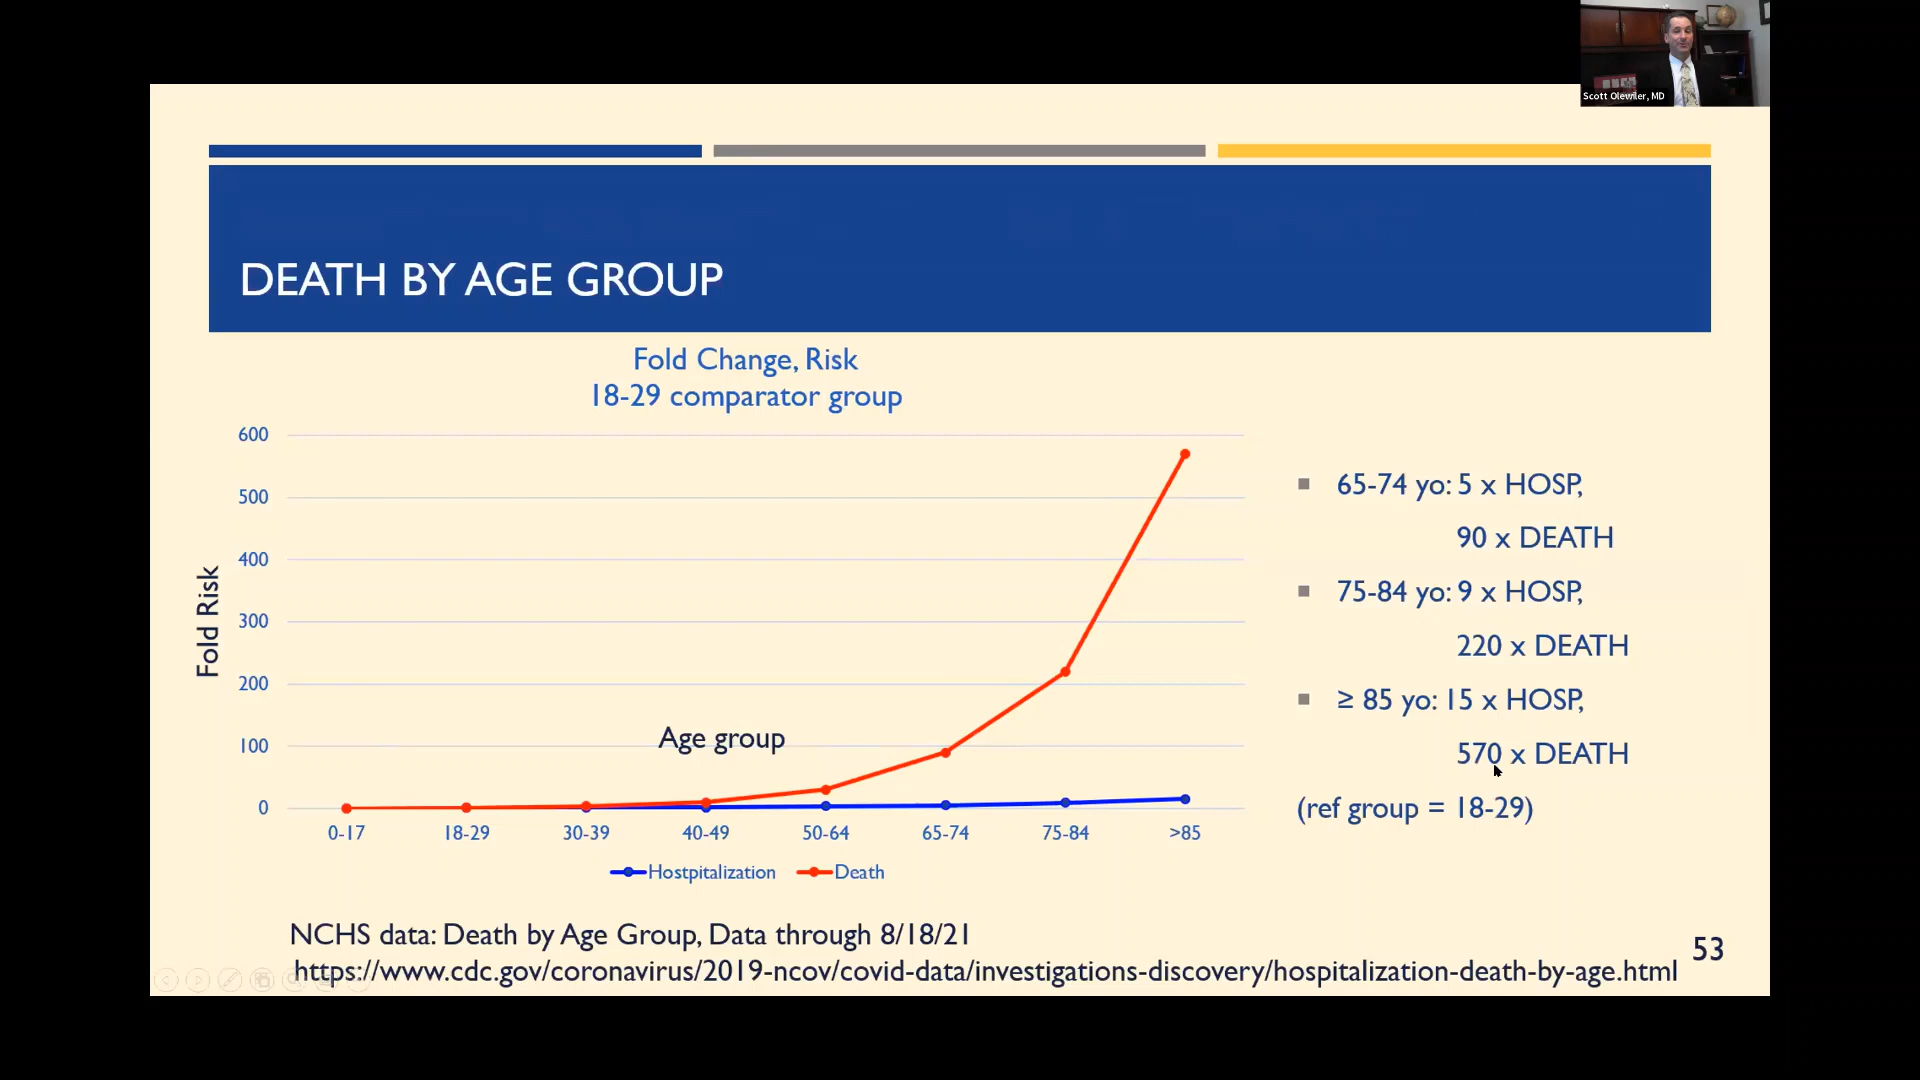 Scott Olewiler, MD
DEATH BY AGE GROUP
Fold Change, Risk
18-29 comparator group
600
500
400
300
200
100
0
Fold Risk
Age group
0-17 18-29 30-39 40-49 50-64 65-74 75-84 >85
Hostpitalization Death
65-74 yo: 5 x HOSP,
90 x DEATH
75-84 yo: 9 x HOSP,
220 x DEATH
≥ 85 yo: 15 x HOSP,
570 x DEATH
(ref group = 18-29)
NCHS data: Death by Age Group, Data through 8/18/21
https://www.cdc.gov/coronavirus/2019-ncov/covid-data/investigations-discovery/hospitalization-death-by-age.html
53